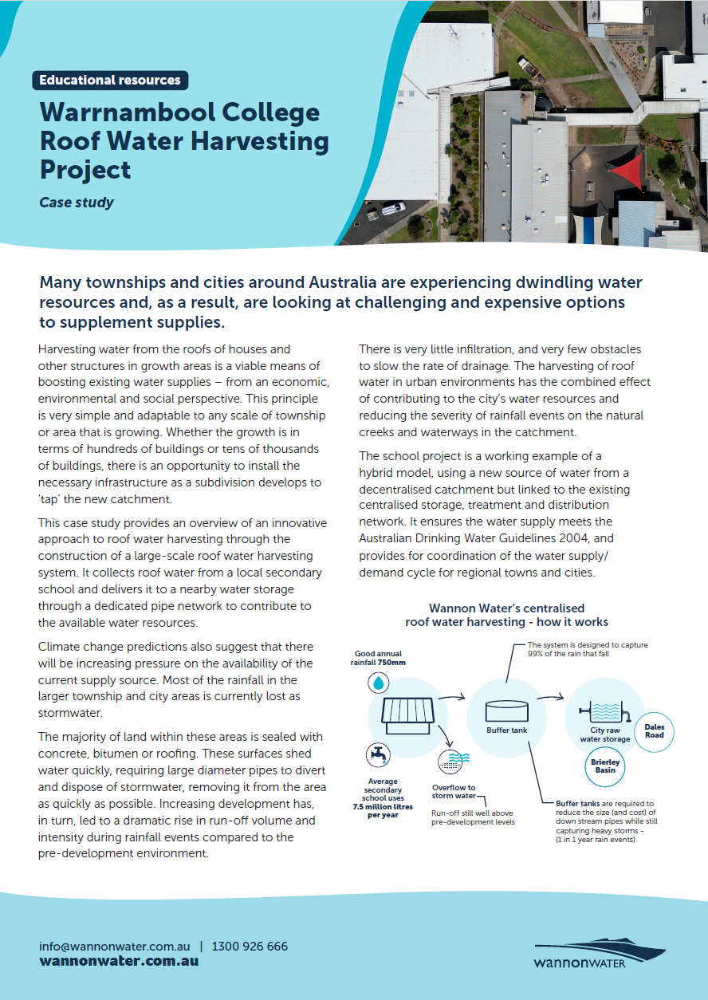 Educational resources
Warrnambool College
Roof Water Harvesting
Project
Case study
Many townships and cities around Australia are experiencing dwindling water
resources and, as a result, are looking at challenging and expensive options
to supplement supplies.
Harvesting water from the roofs of houses and
other structures in growth areas is a viable means of
boosting existing water supplies – from an economic,
environmental and social perspective. This principle
is very simple and adaptable to any scale of township
or area that is growing. Whether the growth is in
terms of hundreds of buildings or tens of thousands
of buildings, there is an opportunity to install the
necessary infrastructure as a subdivision develops to
‘tap’ the new catchment.
This case study provides an overview of an innovative
approach to roof water harvesting through the
construction of a large-scale roof water harvesting
system. It collects roof water from a local secondary
school and delivers it to a nearby water storage
through a dedicated pipe network to contribute to
the available water resources.
Climate change predictions also suggest that there
will be increasing pressure on the availability of the
current supply source. Most of the rainfall in the
larger township and city areas is currently lost as
stormwater.
The majority of land within these areas is sealed with
concrete, bitumen or roofing. These surfaces shed
water quickly, requiring large diameter pipes to divert
and dispose of stormwater, removing it from the area
as quickly as possible. Increasing development has,
in turn, led to a dramatic rise in run-off volume and
intensity during rainfall events compared to the
pre-development environment.
There is very little infiltration, and very few obstacles
to slow the rate of drainage. The harvesting of roof
water in urban environments has the combined effect
of contributing to the city’s water resources and
reducing the severity of rainfall events on the natural
creeks and waterways in the catchment.
The school project is a working example of a
hybrid model, using a new source of water from a
decentralised catchment but linked to the existing
centralised storage, treatment and distribution
network. It ensures the water supply meets the
Australian Drinking Water Guidelines 2004, and
provides for coordination of the water supply/
demand cycle for regional towns and cities.
Wannon Water’s centralised
roof water harvesting - how it works
Good annual
rainfall 750mm
The system is designed to capture
99% of the rain that fall
Buffer tank
City raw
water storage
Dales
Road
Brierley
Basin
Average
secondary
school uses
7.5 million litres
per year
Overflow to
storm water
Run-off still well above
pre-development levels
Buffer tanks are required to
reduce the size (and cost) of
down stream pipes while still
capturing heavy storms -
(1 in 1 year rain events)
info@wannonwater.com.au | 1300 926 666
wannonwater.com.au
wannonWATER